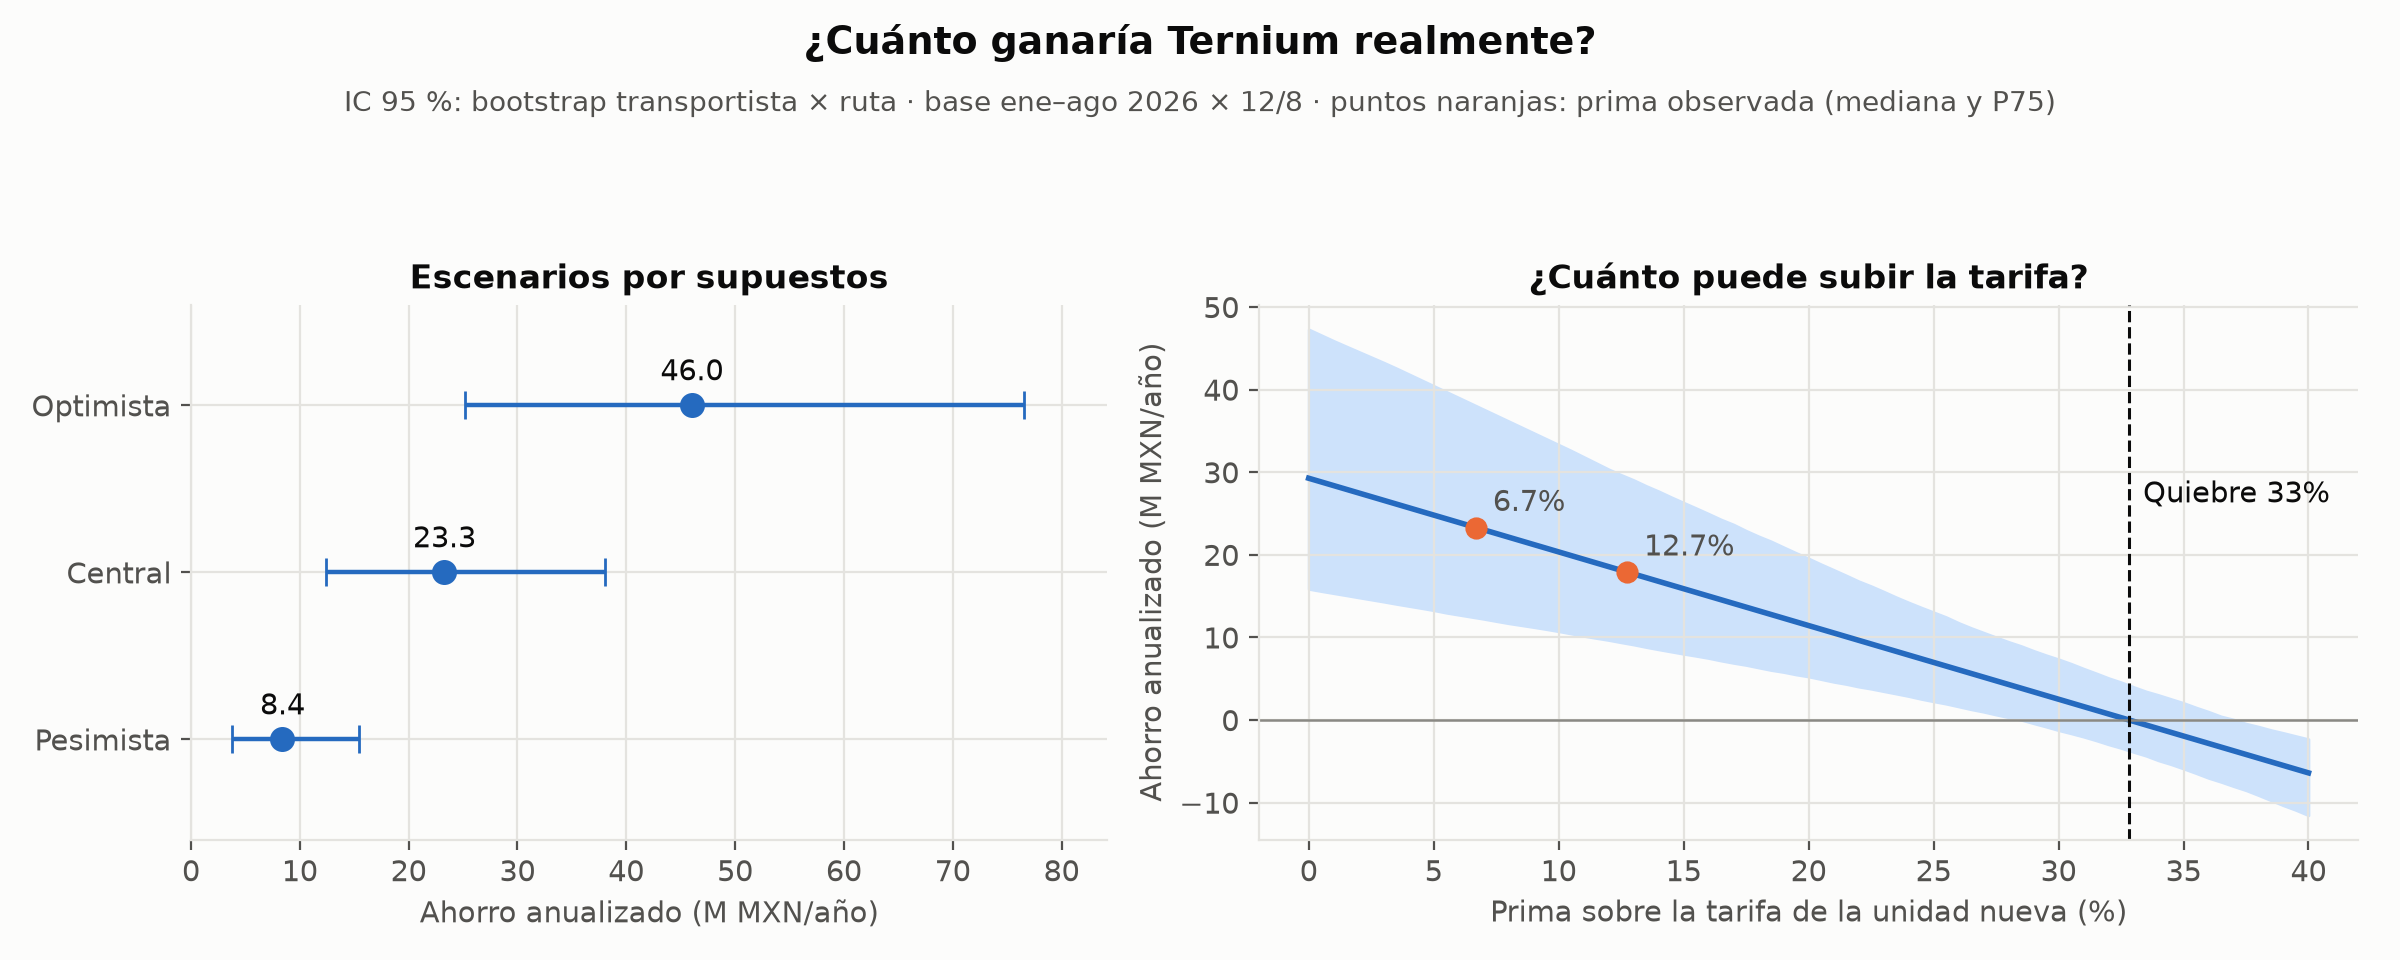 ¿Cuánto ganaría Ternium realmente?
IC 95 %: bootstrap transportista × ruta · base ene–ago 2026 × 12/8 · puntos naranjas: prima observada (mediana y P75)
Escenarios por supuestos
Optimista
Central
Pesimista
46.0
23.3
8.4
0 10 20 30 40 50 60 70 80
Ahorro anualizado (M MXN/año)
¿Cuánto puede subir la tarifa?
Ahorro anualizado (M MXN/año)
50
40
30
20
10
0
−10
6.7%
12.7%
Quiebre 33%
0 5 10 15 20 25 30 35 40
Prima sobre la tarifa de la unidad nueva (%)